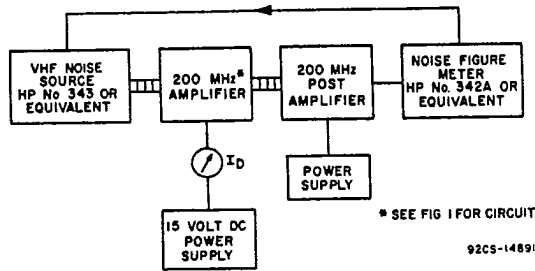 VHF NOISE
SOURCE
HP No 343 OR
EQUIVALENT
200 MHz*
AMPLIFIER
200 MHz
POST
AMPLIFIER
NOISE FIGURE
METER
HP No. 342A OR
EQUIVALENT
ID
POWER
SUPPLY
15 VOLT DC
POWER
SUPPLY
* SEE FIG 1 FOR CIRCUIT
92CS-14891